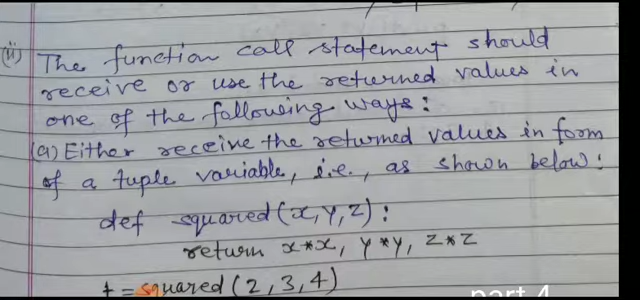 (ii) The function call statement should
receive or use the returned values in
one of the following ways:
(a) Either receive the returned values in form
of a tuple variable, i.e., as shown below:
def squared(x,y,z):
return x*x, y*y, z*z
t = squared(2,3,4)
part 4